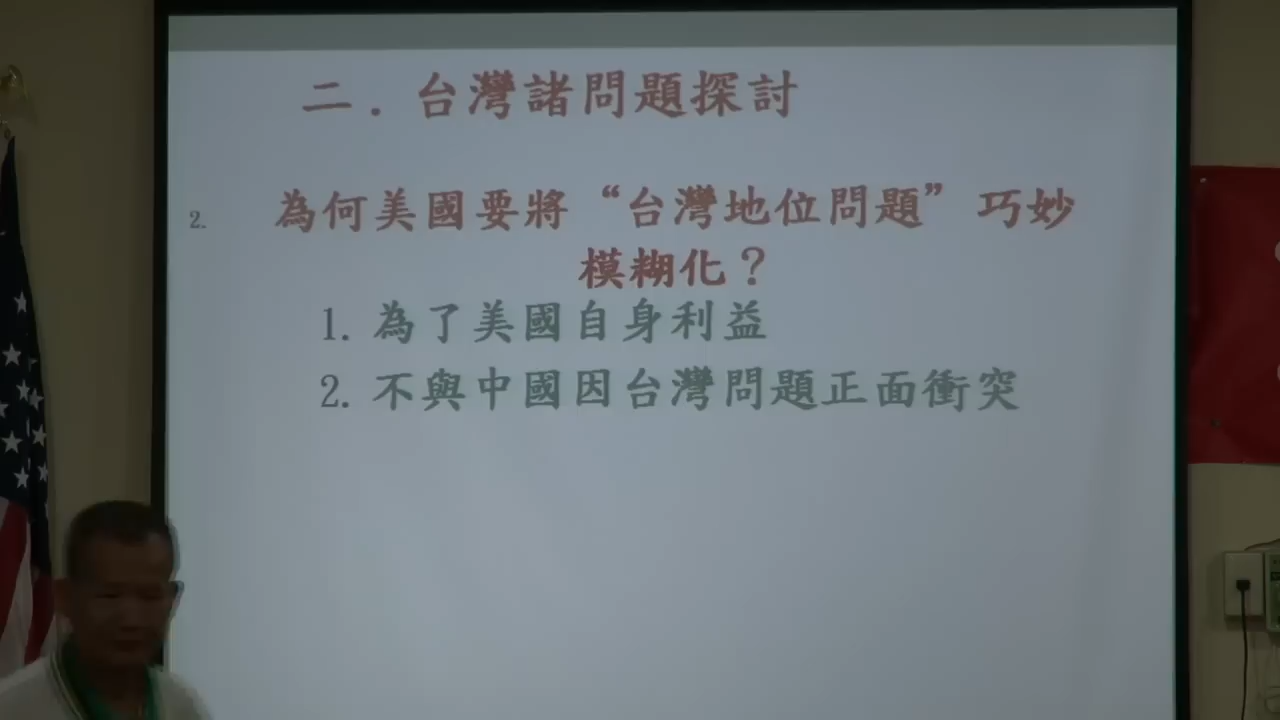 二．台灣諸問題探討
2. 為何美國要將“台灣地位問題”巧妙
模糊化？
1. 為了美國自身利益
2. 不與中國因台灣問題正面衝突